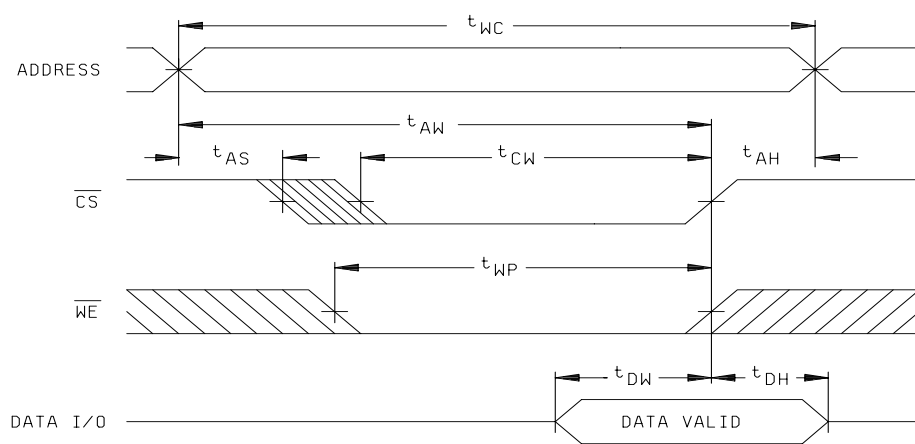 tWC
ADDRESS
tAW
tAS
tCW
tAH
CS
tWP
WE
tDW
tDH
DATA I/O
DATA VALID